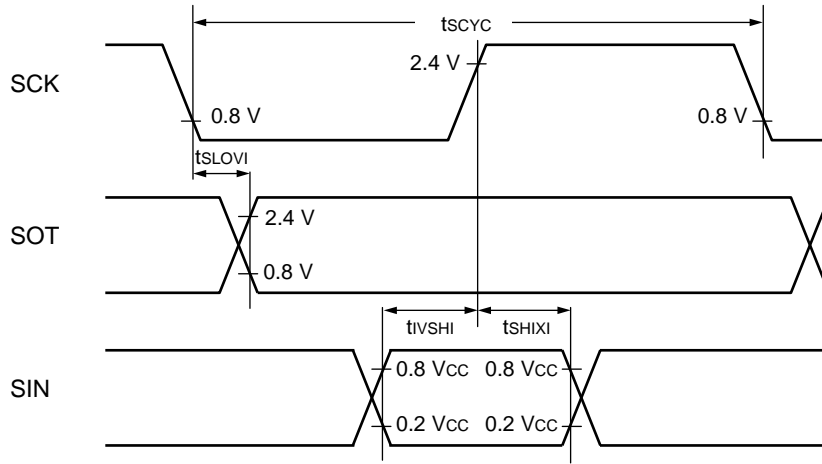 tSCYC
SCK
2.4 V
0.8 V
0.8 V
tSLOVI
SOT
2.4 V
0.8 V
tIVSHI
tSHIXI
SIN
0.8 VCC
0.8 VCC
0.2 VCC
0.2 VCC